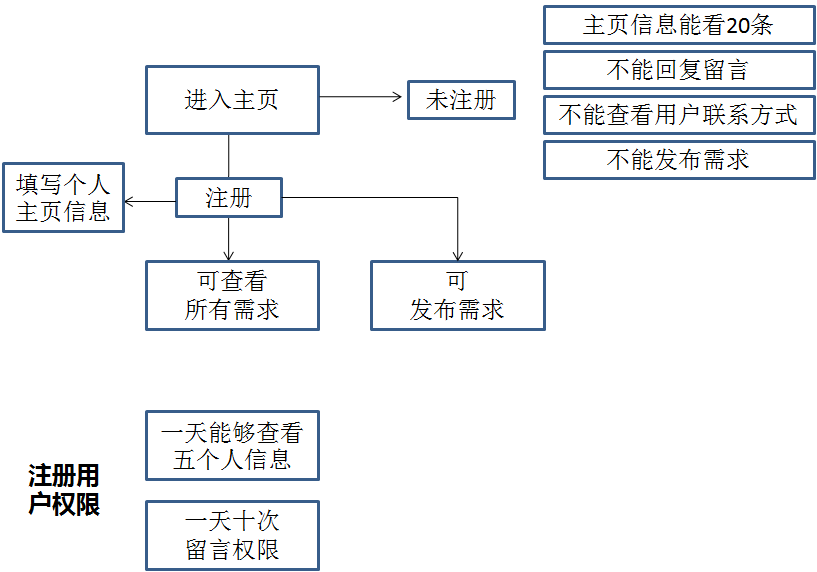 主页信息能看20条
不能回复留言
不能查看用户联系方式
不能发布需求
进入主页
未注册
填写个人
主页信息
注册
可查看
所有需求
可
发布需求
注册用
户权限
一天能够查看
五个人信息
一天十次
留言权限